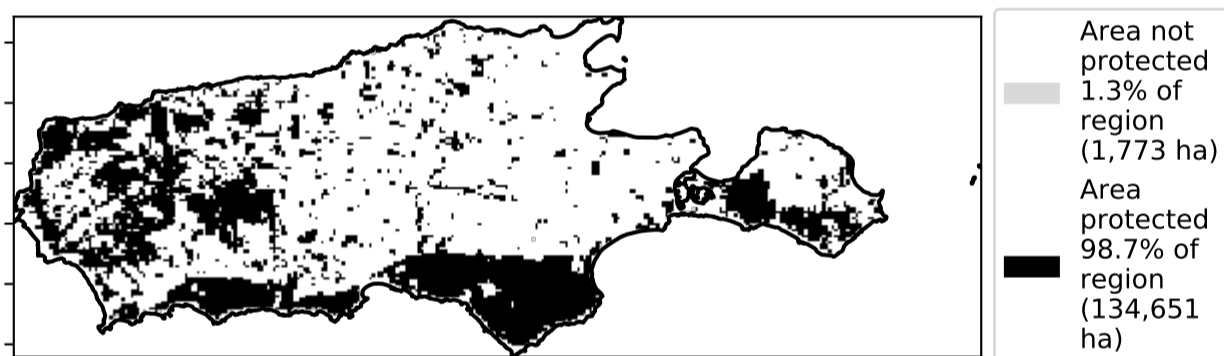 Area not
protected
1.3% of
region
(1,773 ha)
Area
protected
98.7% of
region
(134,651
ha)